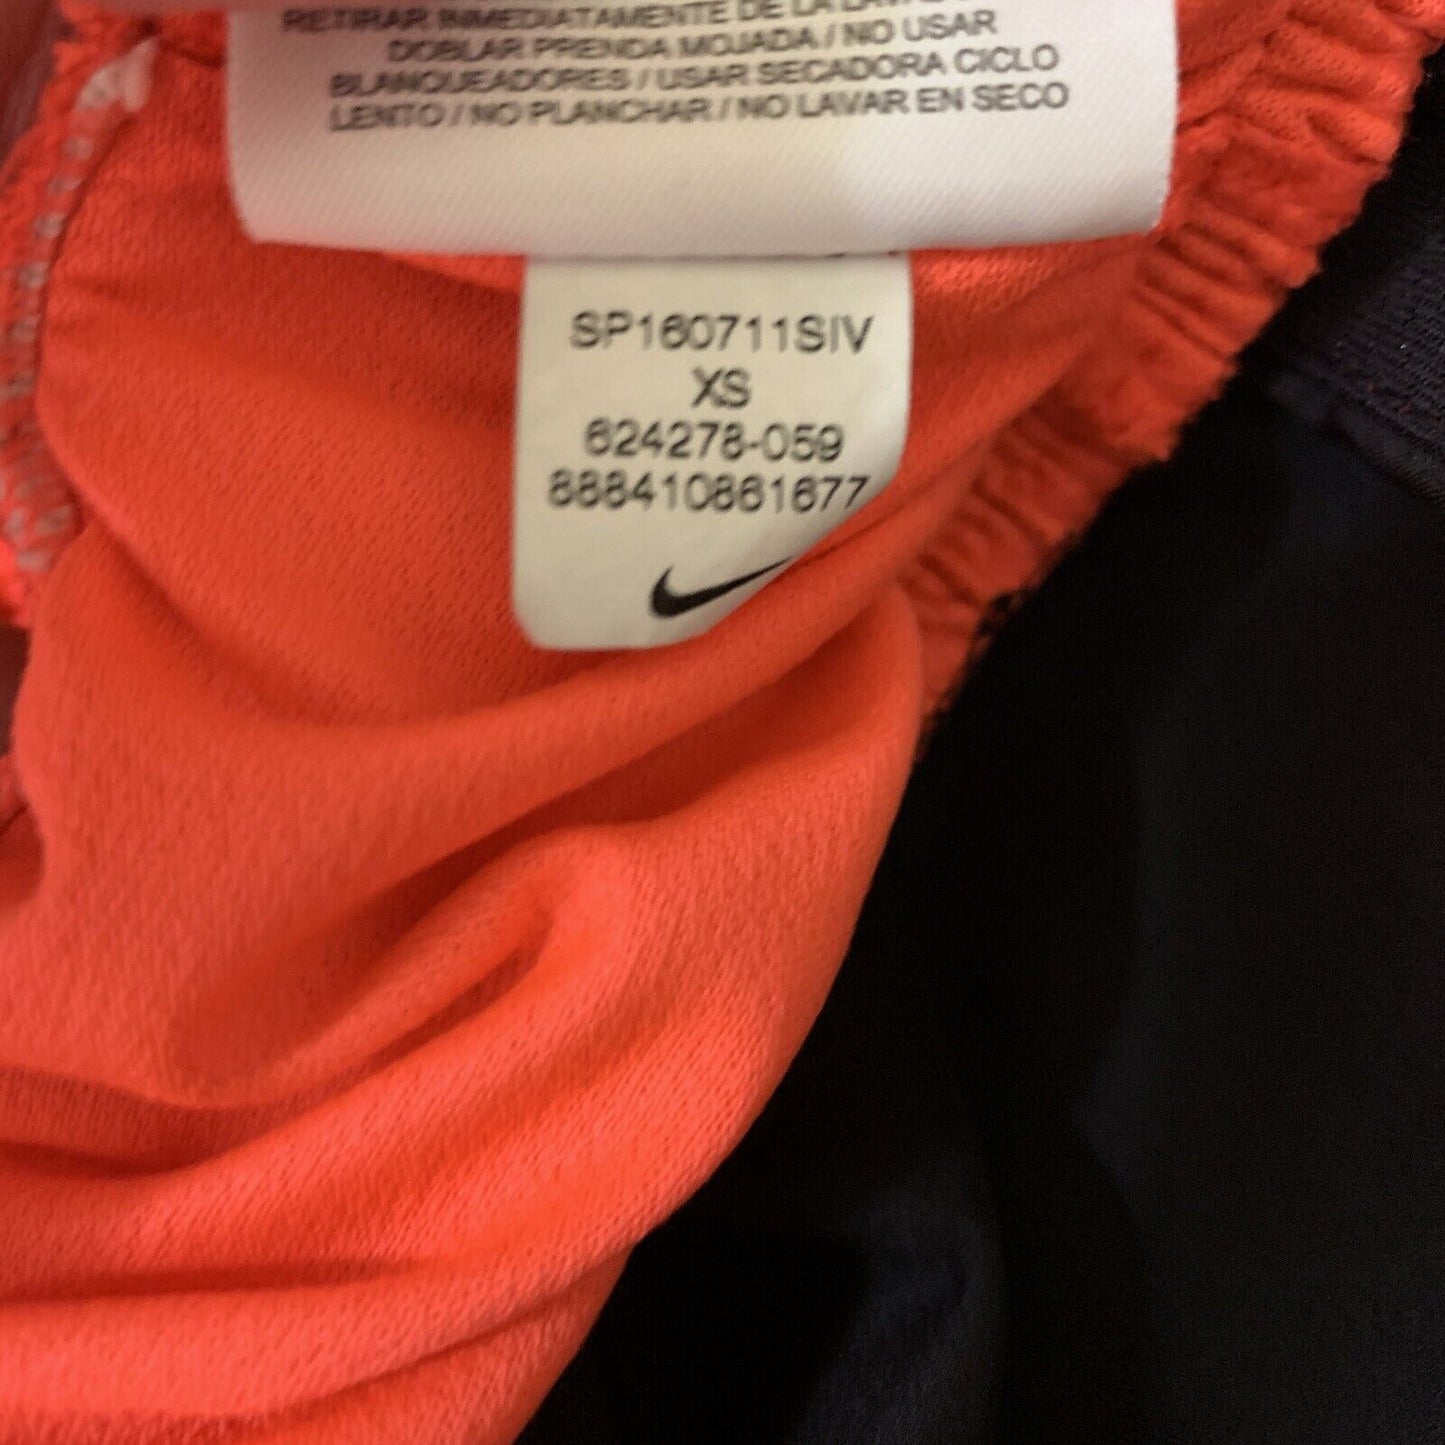 RETIRAR INMEDIATAMENTE DE LA
DOBLAR PRENDA MOJADA / NO USAR
BLANQUEADORES / USAR SECADORA CICLO
LENTO / NO PLANCHAR / NO LAVAR EN SECO
SP160711SIV
XS
624278-059
888410861677